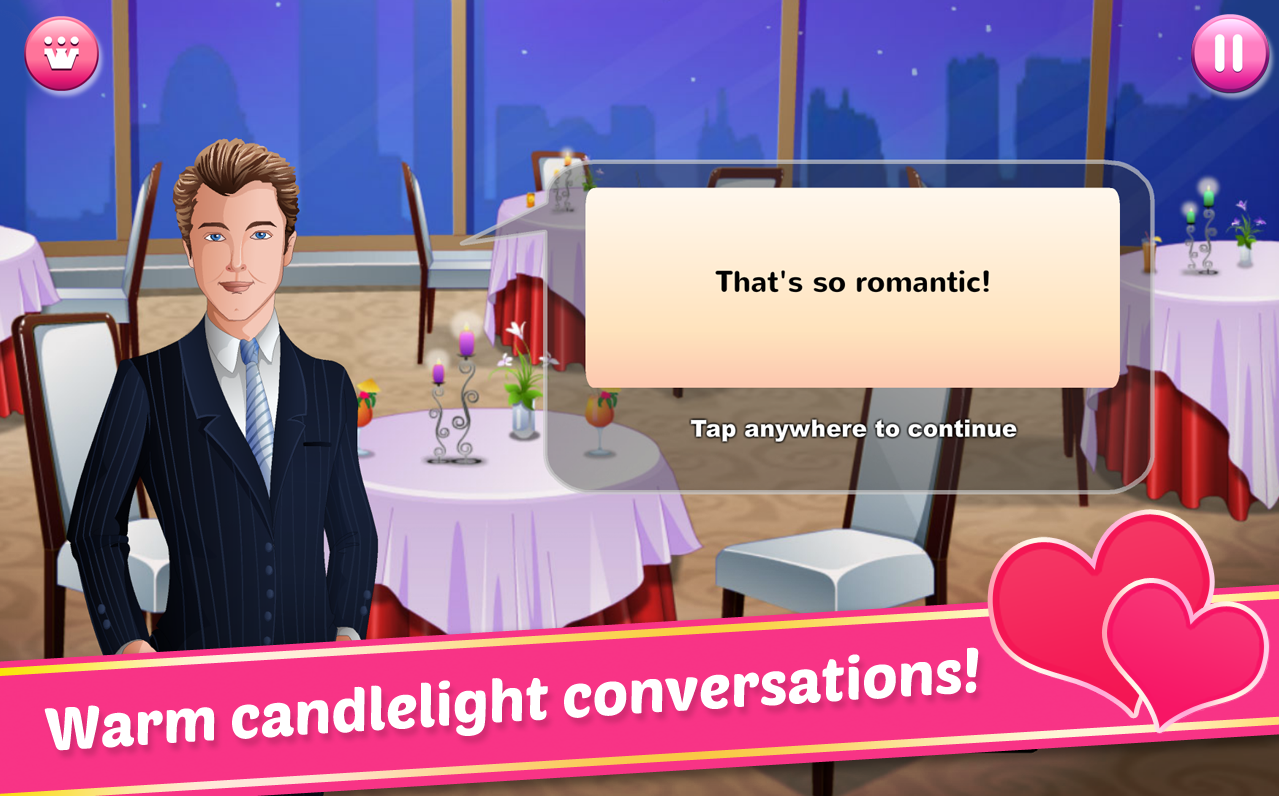 That's so romantic!
Tap anywhere to continue
Warm candlelight conversations!